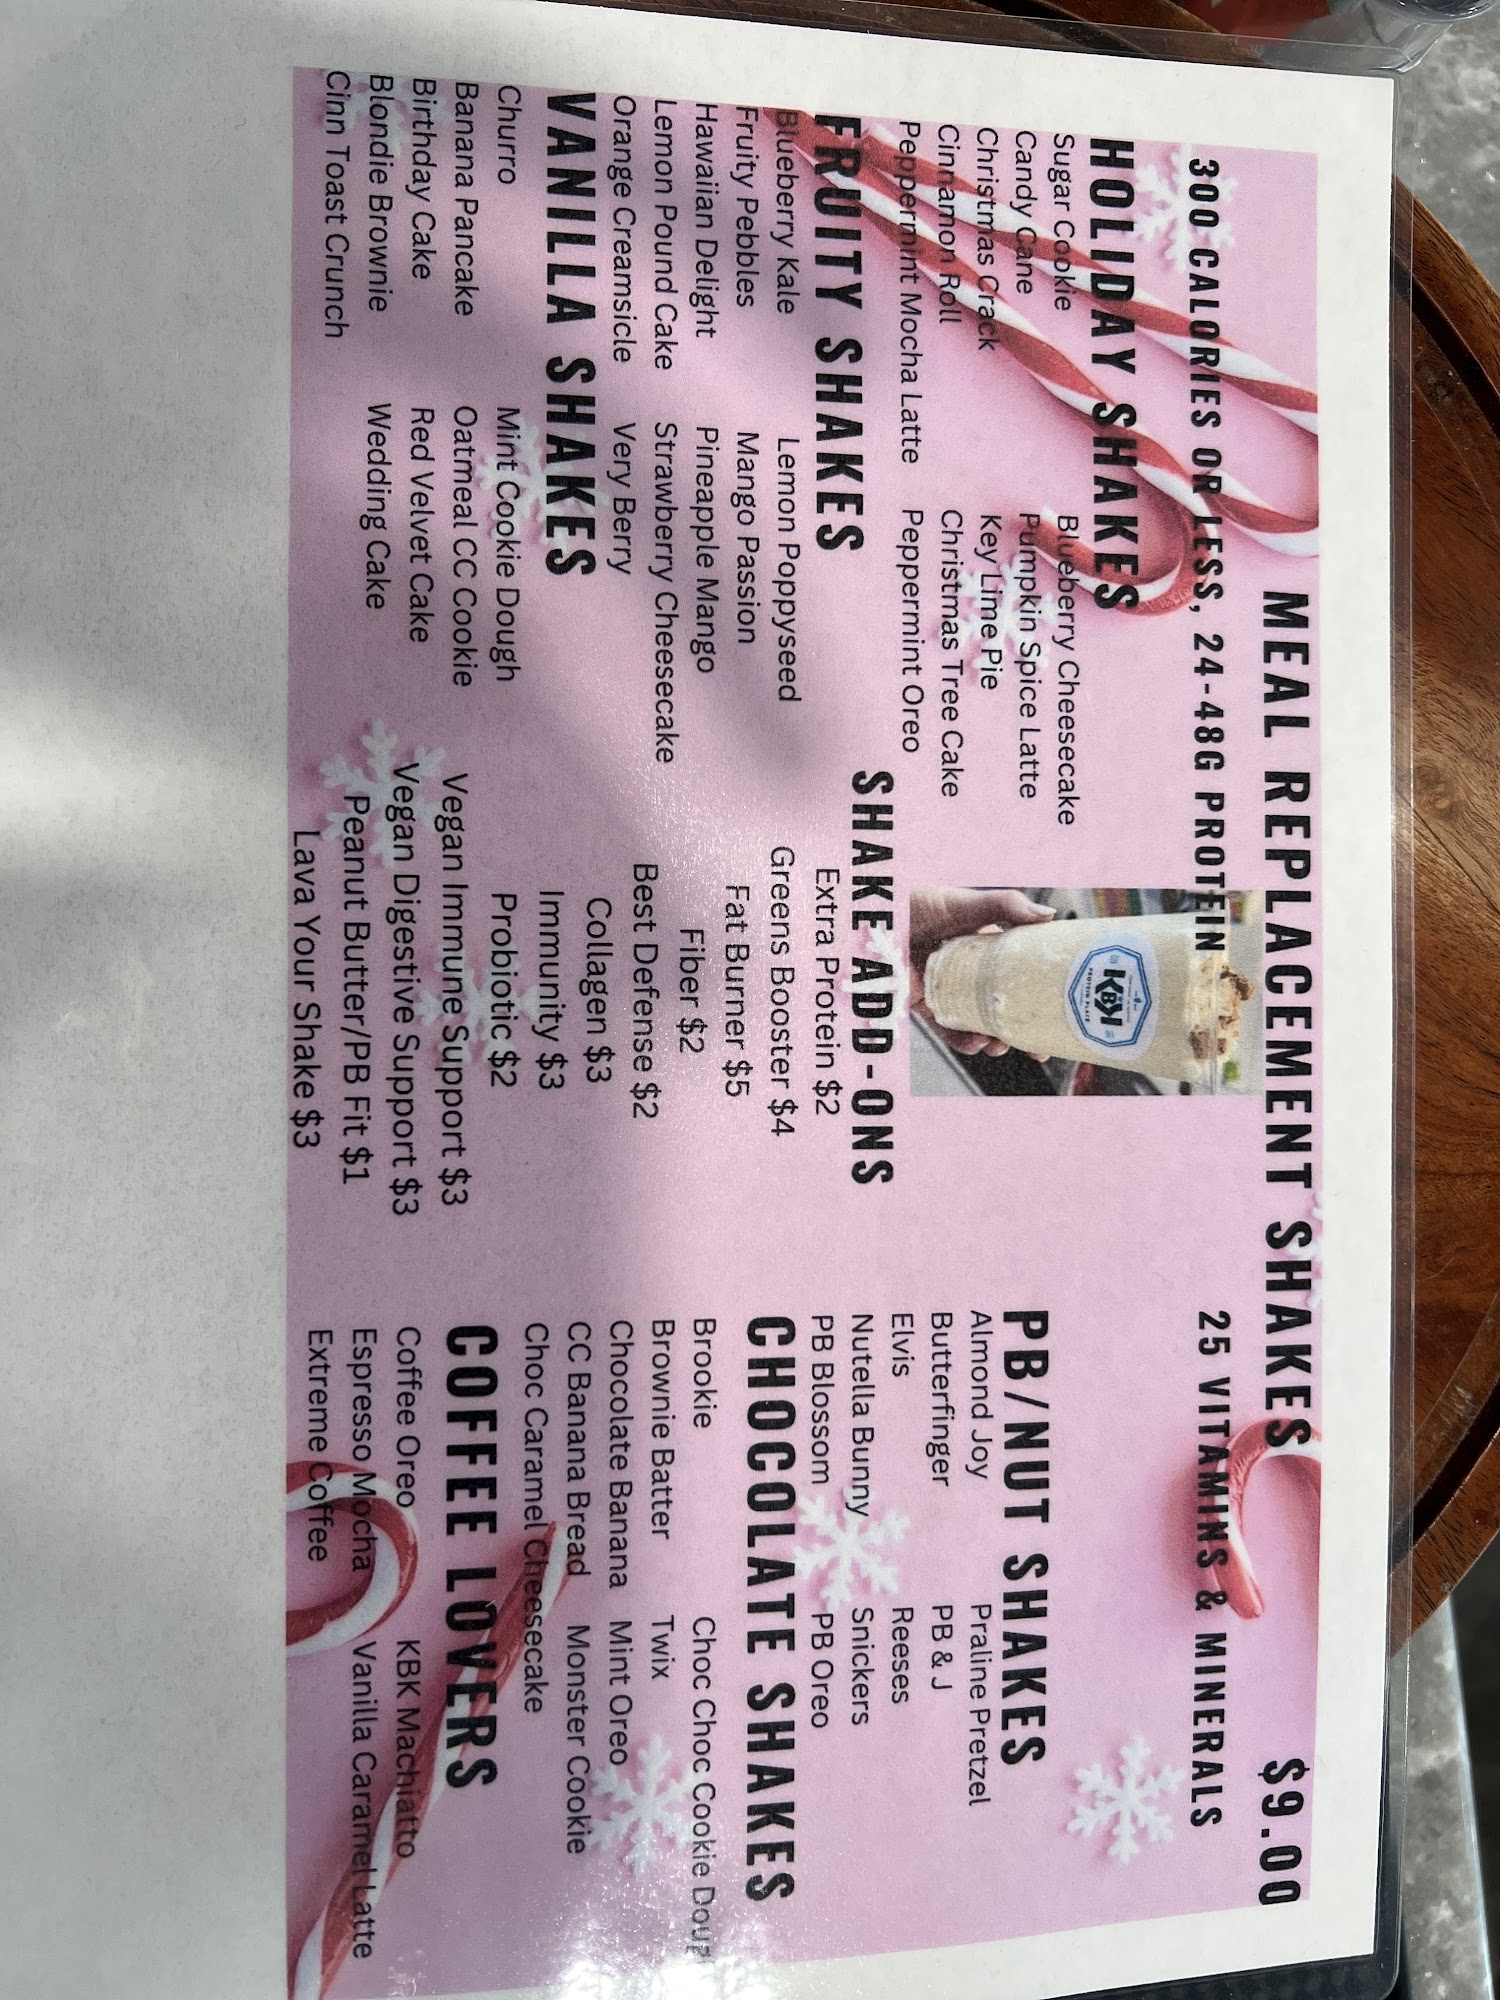 MEAL REPLACEMENT SHAKES $9.00
300 CALORIES OR LESS, 24-48G PROTEIN 25 VITAMINS & MINERALS
HOLIDAY SHAKES
Sugar Cookie
Candy Cane
Christmas Crack
Cinnamon Roll
Peppermint Mocha Latte
Blueberry Cheesecake
Pumpkin Spice Latte
Key Lime Pie
Christmas Tree Cake
Peppermint Oreo
FRUITY SHAKES
Blueberry Kale
Fruity Pebbles
Hawaiian Delight
Lemon Pound Cake
Orange Creamsicle
Lemon Poppyseed
Mango Passion
Pineapple Mango
Strawberry Cheesecake
Very Berry
VANILLA SHAKES
Churro
Banana Pancake
Birthday Cake
Blondie Brownie
Cinn Toast Crunch
Mint Cookie Dough
Oatmeal CC Cookie
Red Velvet Cake
Wedding Cake
KBK
PROTEIN PLACE
SHAKE ADD-ONS
Extra Protein $2
Greens Booster $4
Fat Burner $5
Fiber $2
Best Defense $2
Collagen $3
Immunity $3
Probiotic $2
Vegan Immune Support $3
Vegan Digestive Support $3
Peanut Butter/PB Fit $1
Lava Your Shake $3
PB/NUT SHAKES
Almond Joy
Butterfinger
Elvis
Nutella Bunny
PB Blossom
Praline Pretzel
PB & J
Reeses
Snickers
PB Oreo
CHOCOLATE SHAKES
Brookie
Brownie Batter
Chocolate Banana
CC Banana Bread
Choc Caramel Cheesecake
Choc Choc Cookie Dough
Twix
Mint Oreo
Monster Cookie
COFFEE LOVERS
Coffee Oreo
Espresso Mocha
Extreme Coffee
KBK Machiatto
Vanilla Caramel Latte